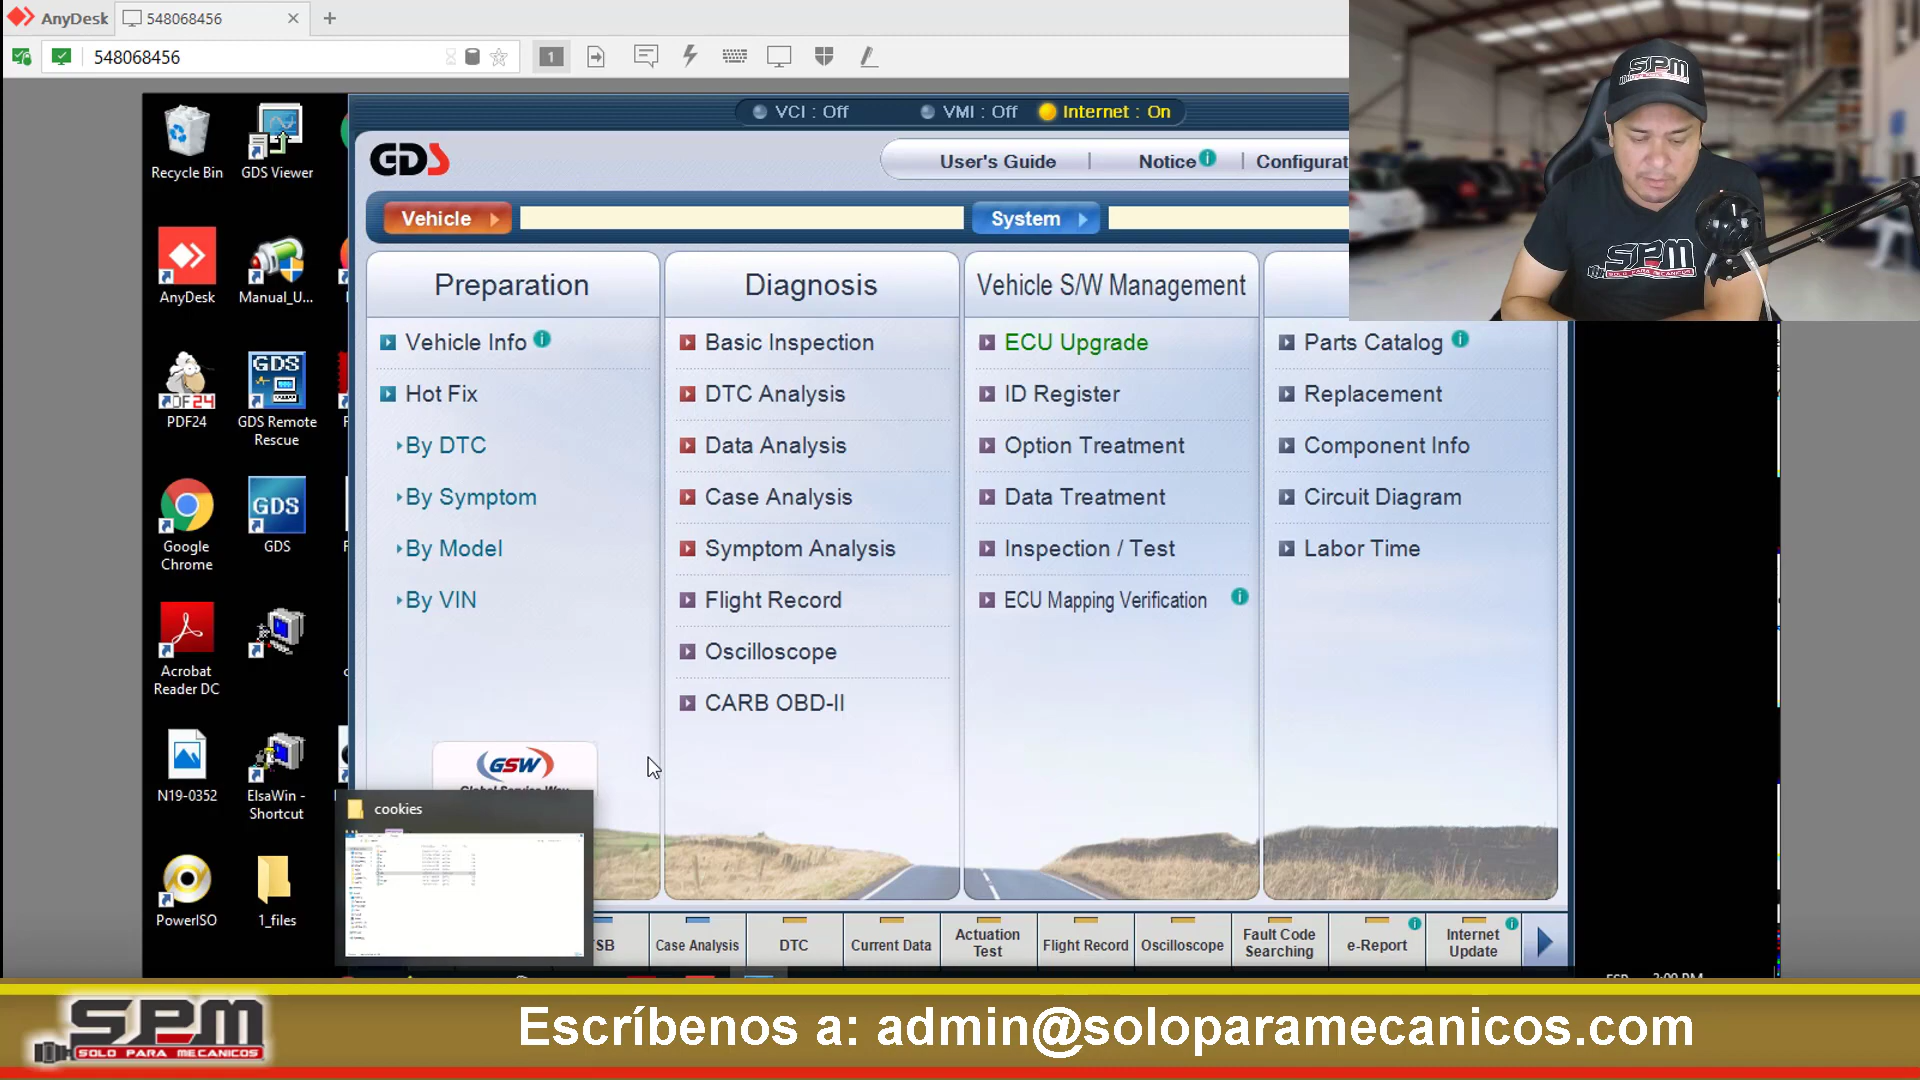 AnyDesk
548068456
548068456
1
VCI : Off
VMI : Off
Internet : On
GDS
User's Guide
Notice
Configurat
Vehicle
System
Preparation
Vehicle Info
Hot Fix
By DTC
By Symptom
By Model
By VIN
Diagnosis
Basic Inspection
DTC Analysis
Data Analysis
Case Analysis
Symptom Analysis
Flight Record
Oscilloscope
CARB OBD-II
Vehicle S/W Management
ECU Upgrade
ID Register
Option Treatment
Data Treatment
Inspection / Test
ECU Mapping Verification
Parts Catalog
Replacement
Component Info
Circuit Diagram
Labor Time
GSW
Recycle Bin
GDS Viewer
AnyDesk
Manual_U...
PDF24
GDS Remote
Rescue
Google
Chrome
GDS
Acrobat
Reader DC
N19-0352
ElsaWin -
Shortcut
PowerISO
1_files
cookies
SB
Case Analysis
DTC
Current Data
Actuation
Test
Flight Record
Oscilloscope
Fault Code
Searching
e-Report
Internet
Update
SPM
SPM
SOLO PARA MECANICOS
SPM
SOLO PARA MECANICOS
Escríbenos a: admin@soloparamecanicos.com